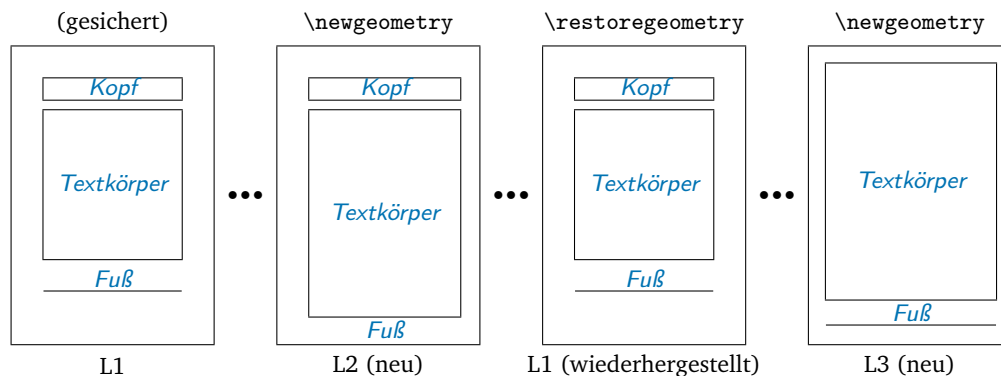 (gesichert) \newgeometry \restoregeometry \newgeometry
Kopf Kopf Kopf
Textkörper Textkörper Textkörper Textkörper
Fuß Fuß Fuß Fuß
L1 L2 (neu) L1 (wiederhergestellt) L3 (neu)